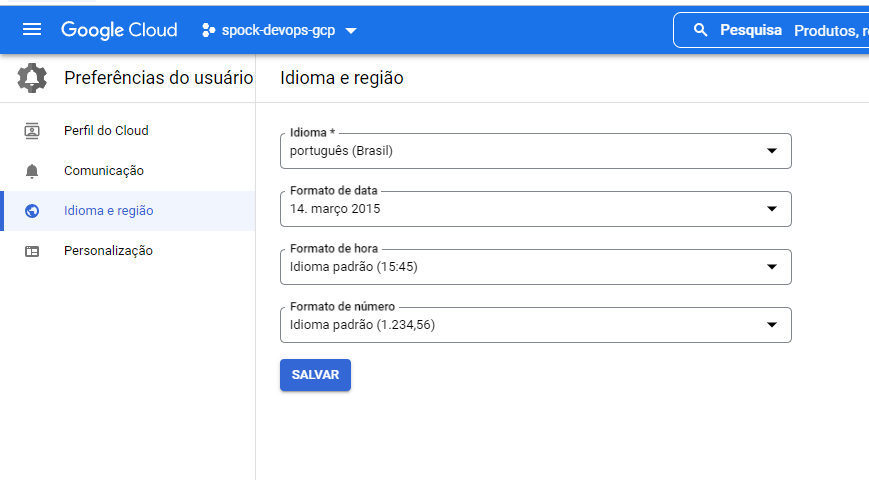 Google Cloud
spock-devops-gcp
Pesquisa Produtos,
Preferências do usuário
Idioma e região
Perfil do Cloud
Comunicação
Idioma e região
Personalização
Idioma *
português (Brasil)
Formato de data
14. março 2015
Formato de hora
Idioma padrão (15:45)
Formato de número
Idioma padrão (1.234,56)
SALVAR